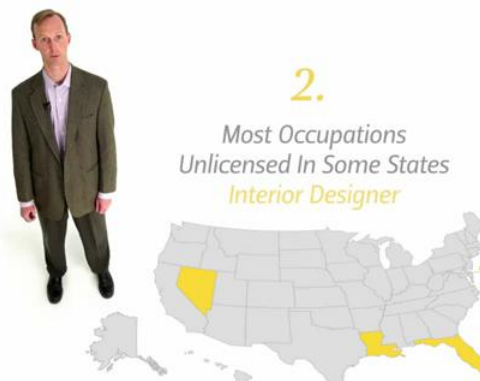 2.
Most Occupations
Unlicensed In Some States
Interior Designer